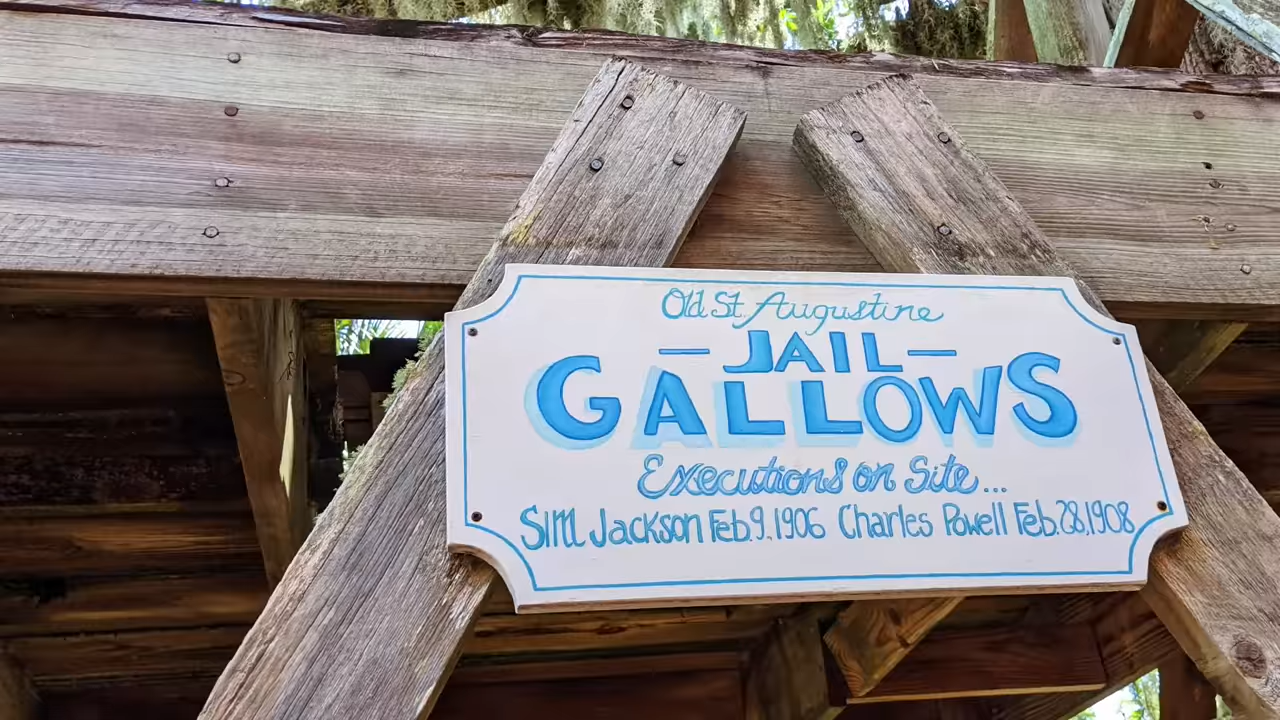 Old St. Augustine
— JAIL —
GALLOWS
Executions on Site...
Sim Jackson Feb. 9, 1906 Charles Powell Feb. 28, 1908